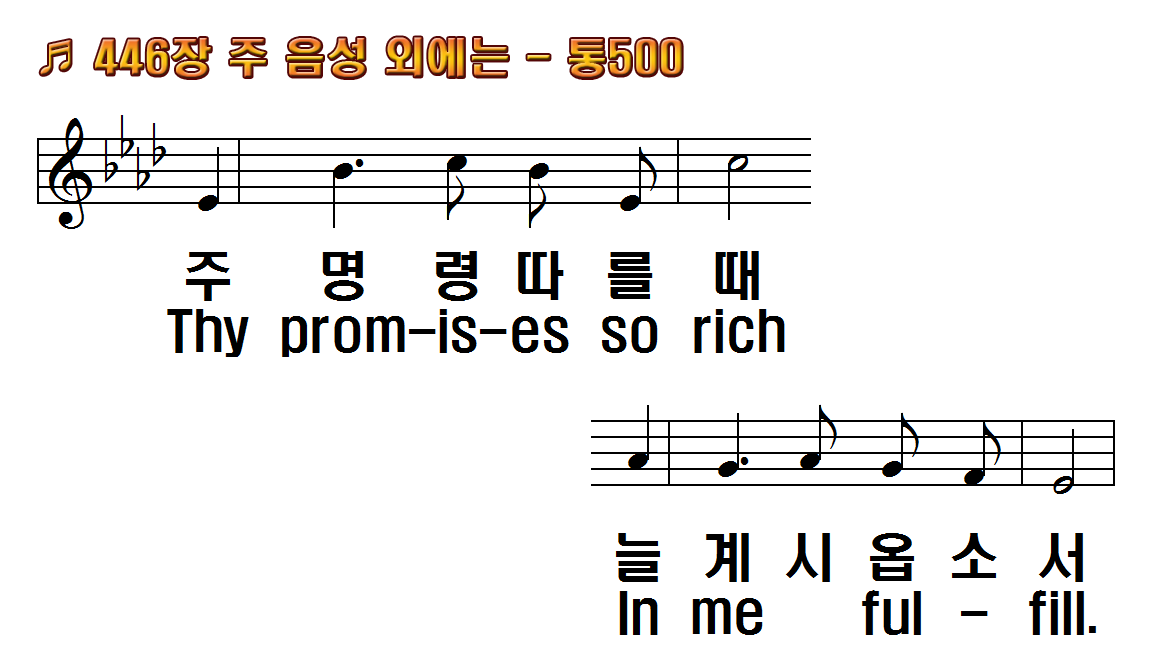 ♬ 446장 주 음성 외에는 - 통500
주 명 령 따 를 때
Thy prom-is-es so rich
늘 계 시 옵 소 서
In me ful - fill.